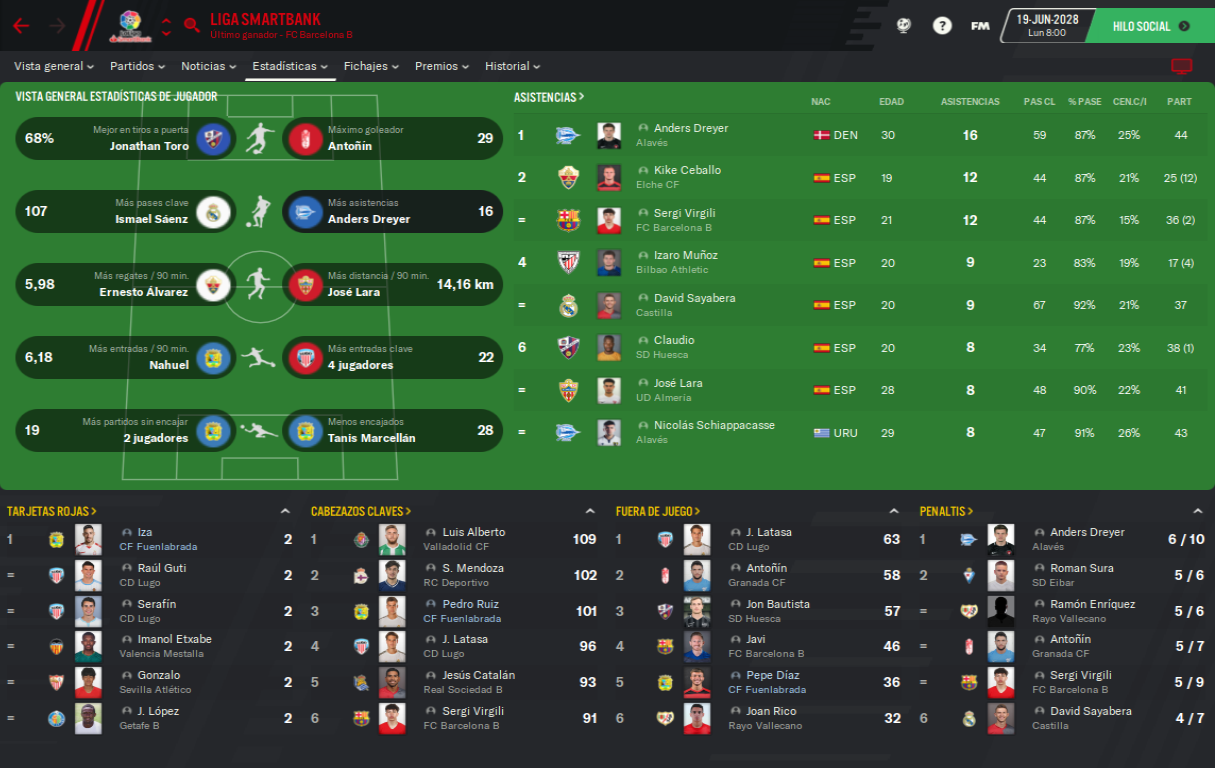 LIGA SMARTBANK
Último ganador - FC Barcelona B
?
FM
19-JUN-2028
Lun 8:00
HILO SOCIAL
Vista general
Partidos
Noticias
Estadísticas
Fichajes
Premios
Historial
VISTA GENERAL ESTADÍSTICAS DE JUGADOR
68%
Mejor en tiros a puerta
Jonathan Toro
Máximo goleador
Antoñín
29
107
Más pases clave
Ismael Sáenz
Más asistencias
Anders Dreyer
16
5,98
Más regates / 90 min.
Ernesto Álvarez
Más distancia / 90 min.
José Lara
14,16 km
6,18
Más entradas / 90 min.
Nahuel
Más entradas clave
4 jugadores
22
19
Más partidos sin encajar
2 jugadores
Menos encajados
Tanis Marcellán
28
ASISTENCIAS NAC EDAD ASISTENCIAS PAS CL % PASE CEN.C/I PART
1 Anders Dreyer DEN 30 16 59 87% 25% 44
Alavés
2 Kike Ceballo ESP 19 12 44 87% 21% 25 (12)
Elche CF
= Sergi Virgili ESP 21 12 44 87% 15% 36 (2)
FC Barcelona B
4 Izaro Muñoz ESP 20 9 23 83% 19% 17 (4)
Bilbao Athletic
= David Sayabera ESP 20 9 67 92% 21% 37
Castilla
6 Claudio ESP 20 8 34 77% 23% 38 (1)
SD Huesca
= José Lara ESP 28 8 48 90% 22% 41
UD Almería
= Nicolás Schiappacasse URU 29 8 47 91% 26% 43
Alavés
TARJETAS ROJAS
1 Iza 2
CF Fuenlabrada
= Raúl Guti 2
CD Lugo
= Serafín 2
CD Lugo
= Imanol Etxabe 2
Valencia Mestalla
= Gonzalo 2
Sevilla Atlético
= J. López 2
Getafe B
CABEZAZOS CLAVES
1 Luis Alberto 109
Valladolid CF
2 S. Mendoza 102
RC Deportivo
3 Pedro Ruiz 101
CF Fuenlabrada
4 J. Latasa 96
CD Lugo
5 Jesús Catalán 93
Real Sociedad B
6 Sergi Virgili 91
FC Barcelona B
FUERA DE JUEGO
1 J. Latasa 63
CD Lugo
2 Antoñín 58
Granada CF
3 Jon Bautista 57
SD Huesca
4 Javi 46
FC Barcelona B
5 Pepe Díaz 36
CF Fuenlabrada
6 Joan Rico 32
Rayo Vallecano
PENALTIS
1 Anders Dreyer 6 / 10
Alavés
2 Roman Sura 5 / 6
SD Eibar
= Ramón Enríquez 5 / 6
Rayo Vallecano
= Antoñín 5 / 7
Granada CF
= Sergi Virgili 5 / 9
FC Barcelona B
6 David Sayabera 4 / 7
Castilla